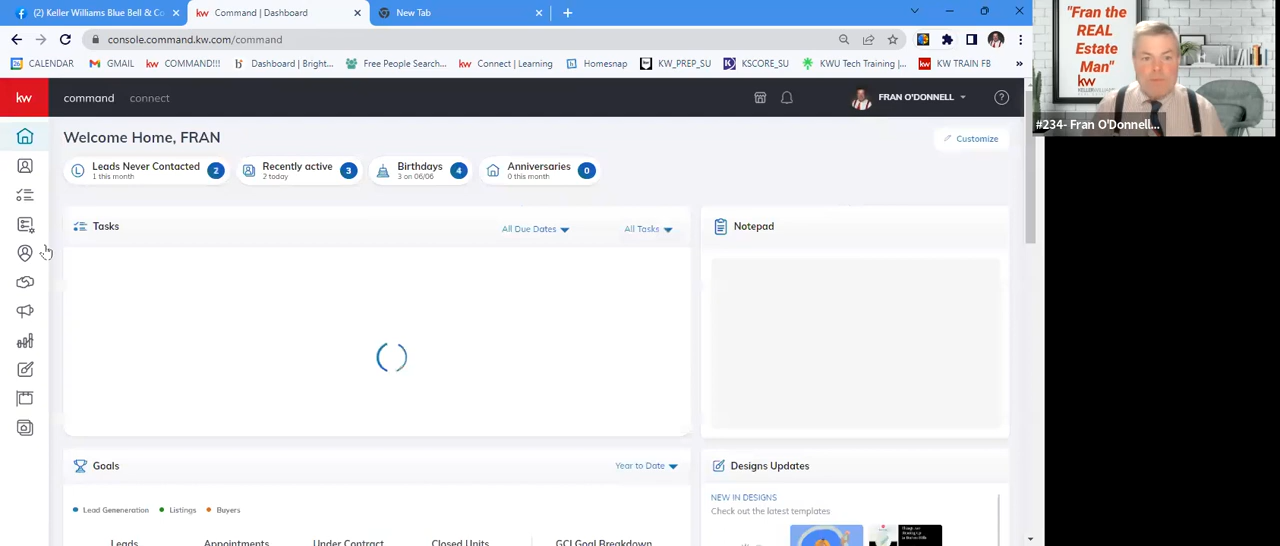 (2) Keller Williams Blue Bell & Co
Command | Dashboard
New Tab
console.command.kw.com/command
CALENDAR
GMAIL
COMMAND!!!
Dashboard | Bright...
Free People Search...
Connect | Learning
Homesnap
KW_PREP_SU
KSCORE_SU
KWU Tech Training |...
KW TRAIN FB
»
kw
command
connect
FRAN O'DONNELL
Welcome Home, FRAN
Customize
Leads Never Contacted
1 this month
2
Recently active
2 today
3
Birthdays
3 on 06/06
4
Anniversaries
0 this month
0
Tasks
All Due Dates
All Tasks
Notepad
Goals
Year to Date
Lead Generation
Listings
Buyers
Leads
Appointments
Under Contract
Closed Units
GCI Goal Breakdown
Designs Updates
NEW IN DESIGNS
Check out the latest templates
"Fran the
REAL
Estate
Man"
kw
#234- Fran O'Donnell...